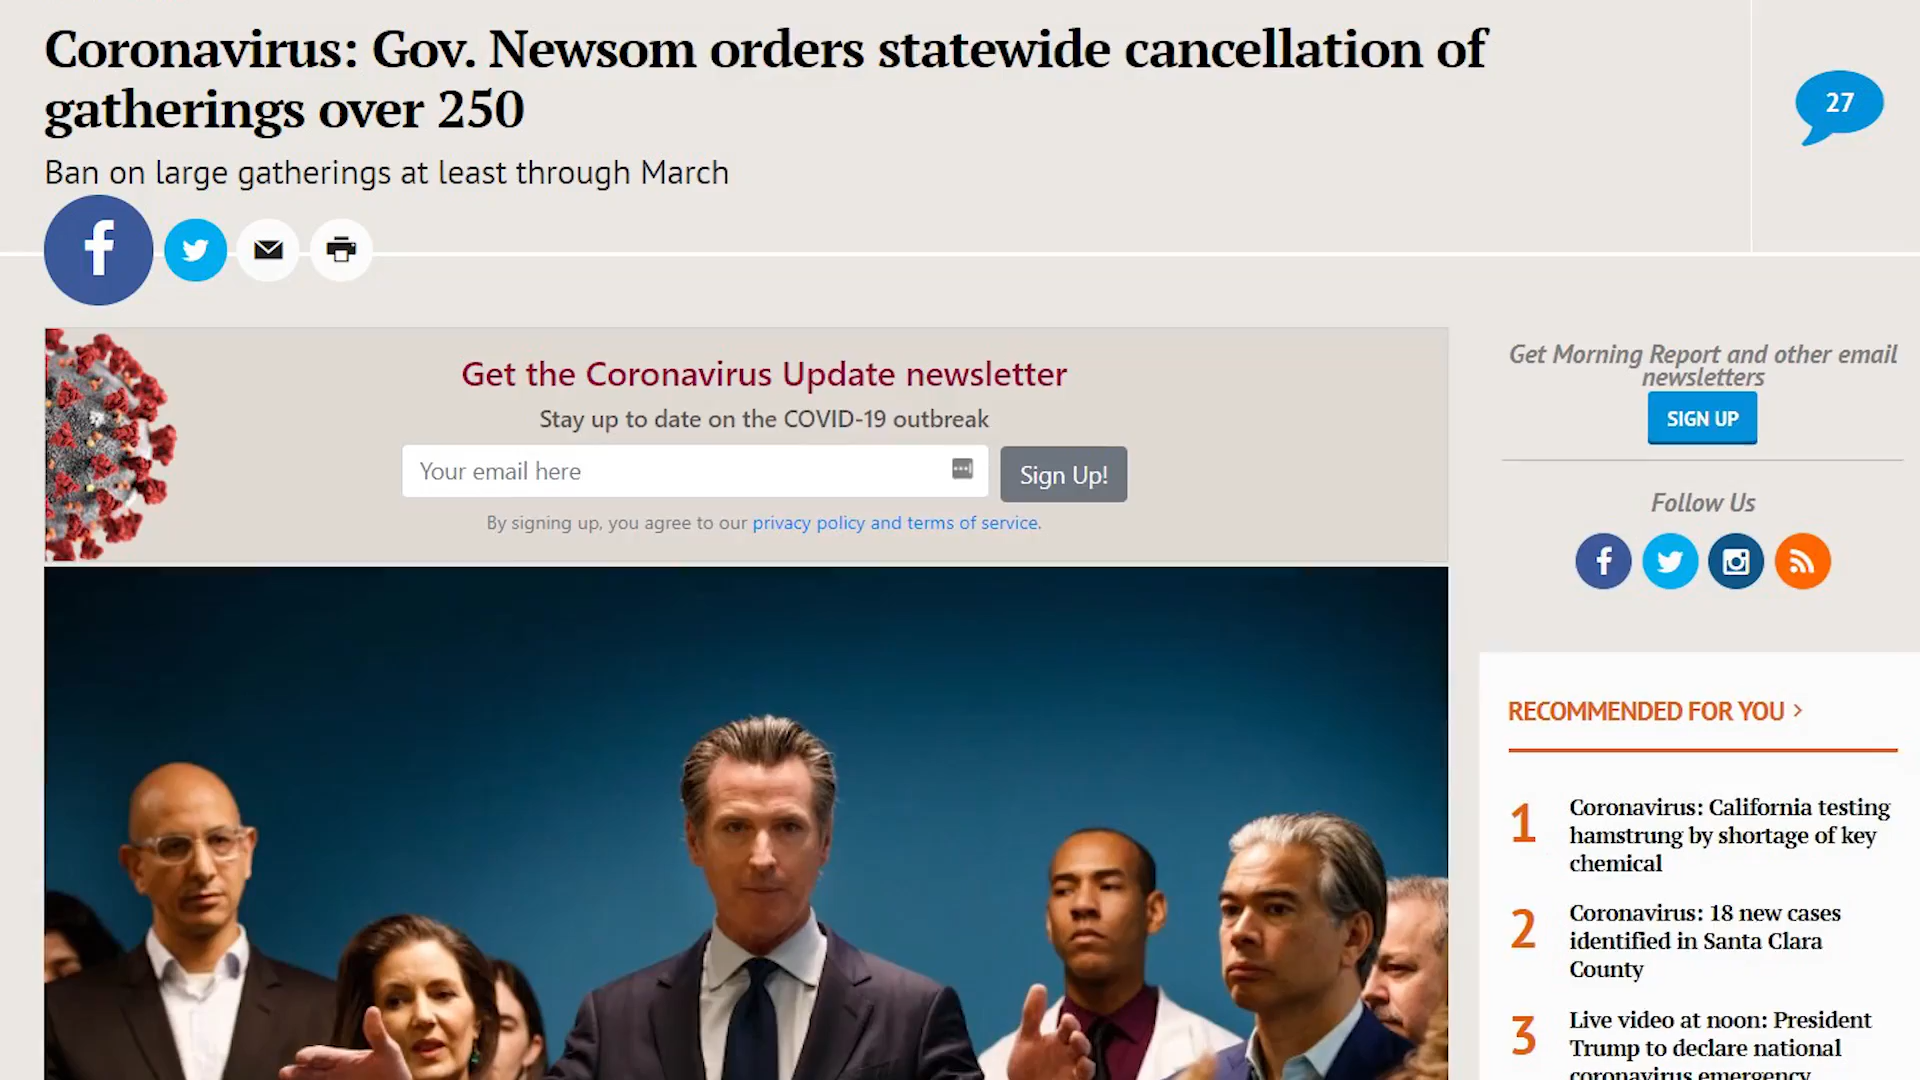 Coronavirus: Gov. Newsom orders statewide cancellation of
gatherings over 250
Ban on large gatherings at least through March
27
Get the Coronavirus Update newsletter
Stay up to date on the COVID-19 outbreak
Your email here
Sign Up!
By signing up, you agree to our privacy policy and terms of service.
Get Morning Report and other email
newsletters
SIGN UP
Follow Us
RECOMMENDED FOR YOU >
1
Coronavirus: California testing
hamstrung by shortage of key
chemical
2
Coronavirus: 18 new cases
identified in Santa Clara
County
3
Live video at noon: President
Trump to declare national
coronavirus emergency